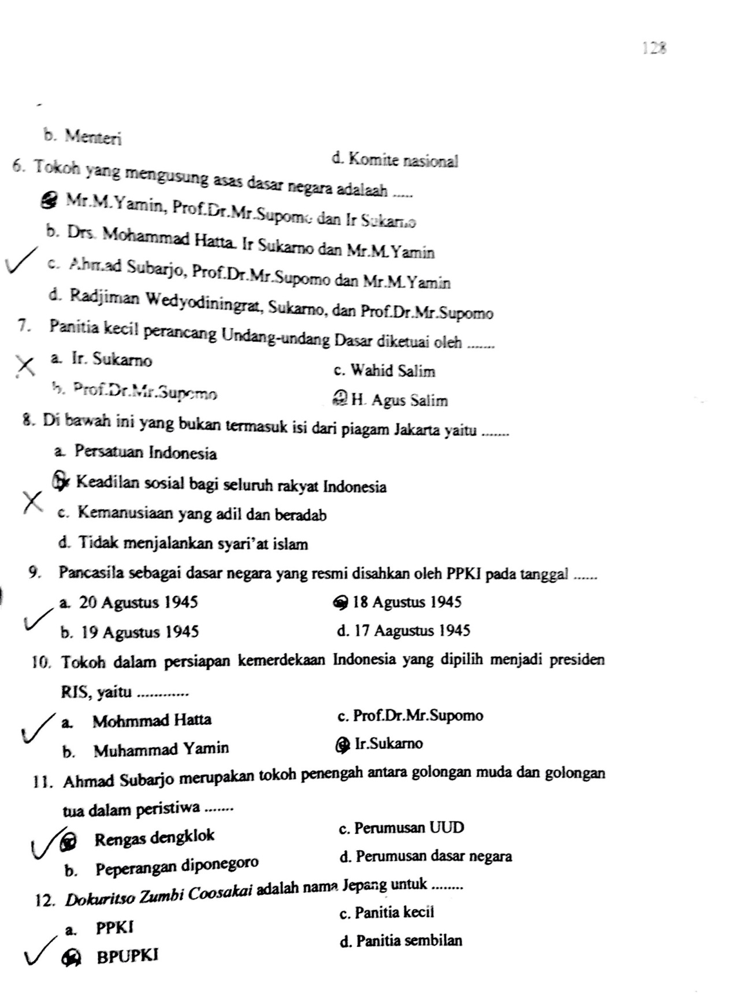 128
b. Menteri
d. Komite nasional
6. Tokoh yang mengusung asas dasar negara adalaah .....
Mr.M.Yamin, Prof.Dr.Mr.Supomo dan Ir Sukarno
b. Drs. Mohammad Hatta. Ir Sukarno dan Mr.M.Yamin
c. Ahmad Subarjo, Prof.Dr.Mr.Supomo dan Mr.M.Yamin
d. Radjiman Wedyodiningrat, Sukarno, dan Prof.Dr.Mr.Supomo
7. Panitia kecil perancang Undang-undang Dasar diketuai oleh .......
a. Ir. Sukarno
c. Wahid Salim
b. Prof.Dr.Mr.Supomo
H. Agus Salim
8. Di bawah ini yang bukan termasuk isi dari piagam Jakarta yaitu .......
a. Persatuan Indonesia
b. Keadilan sosial bagi seluruh rakyat Indonesia
c. Kemanusiaan yang adil dan beradab
d. Tidak menjalankan syari'at islam
9. Pancasila sebagai dasar negara yang resmi disahkan oleh PPKI pada tanggal ......
a. 20 Agustus 1945
18 Agustus 1945
b. 19 Agustus 1945
d. 17 Aagustus 1945
10. Tokoh dalam persiapan kemerdekaan Indonesia yang dipilih menjadi presiden
RIS, yaitu ............
a. Mohmmad Hatta
c. Prof.Dr.Mr.Supomo
b. Muhammad Yamin
d Ir.Sukarno
11. Ahmad Subarjo merupakan tokoh penengah antara golongan muda dan golongan
tua dalam peristiwa .......
Rengas dengklok
c. Perumusan UUD
b. Peperangan diponegoro
d. Perumusan dasar negara
12. Dokuritso Zumbi Coosakai adalah nama Jepang untuk ........
a. PPKI
c. Panitia kecil
BPUPKI
d. Panitia sembilan